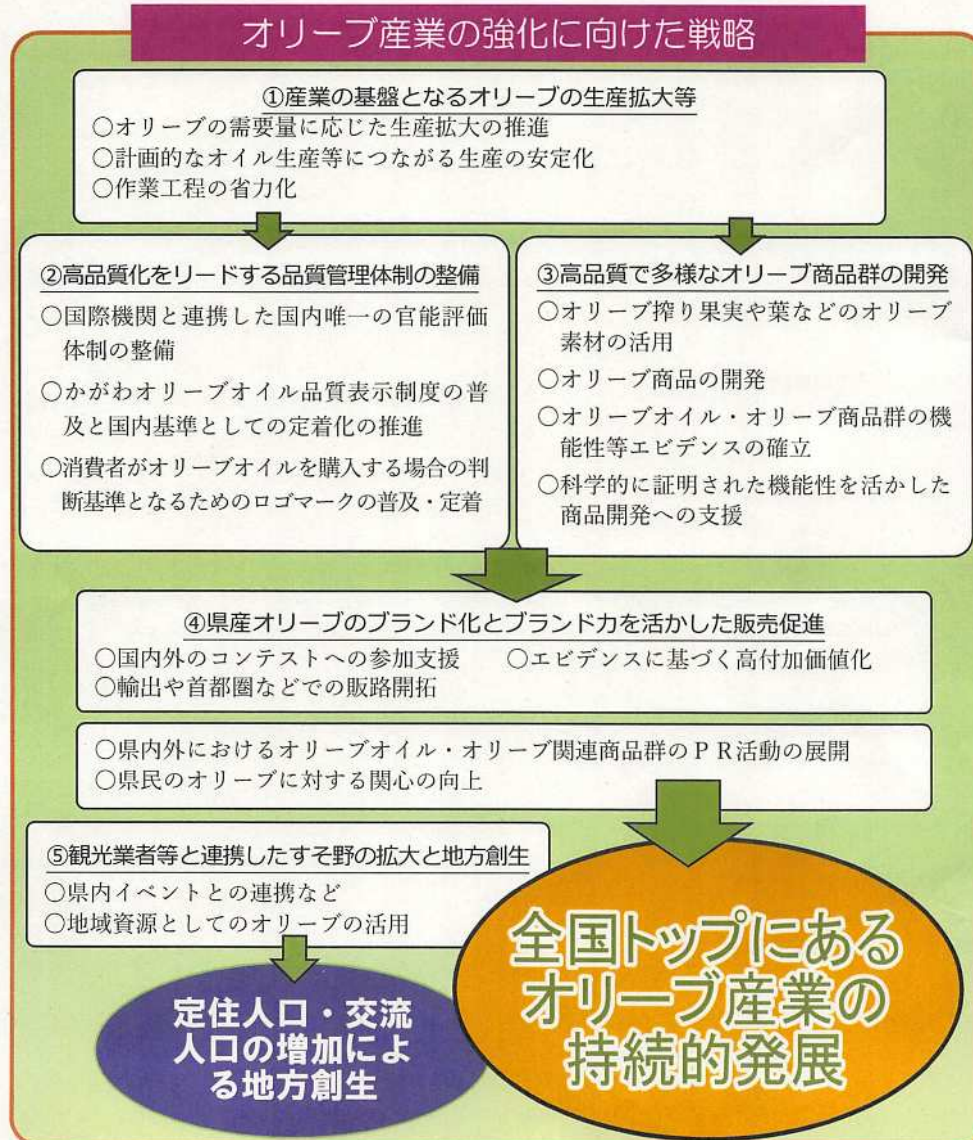 オリーブ産業の強化に向けた戦略
①産業の基盤となるオリーブの生産拡大等
○オリーブの需要量に応じた生産拡大の推進
○計画的なオイル生産等につながる生産の安定化
○作業工程の省力化
②高品質化をリードする品質管理体制の整備
○国際機関と連携した国内唯一の官能評価
体制の整備
○かがわオリーブオイル品質表示制度の普
及と国内基準としての定着化の推進
○消費者がオリーブオイルを購入する場合の判
断基準となるためのロゴマークの普及・定着
③高品質で多様なオリーブ商品群の開発
○オリーブ搾り果実や葉などのオリーブ
素材の活用
○オリーブ商品の開発
○オリーブオイル・オリーブ商品群の機
能性等エビデンスの確立
○科学的に証明された機能性を活かした
商品開発への支援
④県産オリーブのブランド化とブランド力を活かした販売促進
○国内外のコンテストへの参加支援 ○エビデンスに基づく高付加価値化
○輸出や首都圏などでの販路開拓
○県内外におけるオリーブオイル・オリーブ関連商品群のPR活動の展開
○県民のオリーブに対する関心の向上
⑤観光業者等と連携したすそ野の拡大と地方創生
○県内イベントとの連携など
○地域資源としてのオリーブの活用
定住人口・交流
人口の増加によ
る地方創生
全国トップにある
オリーブ産業の
持続的発展